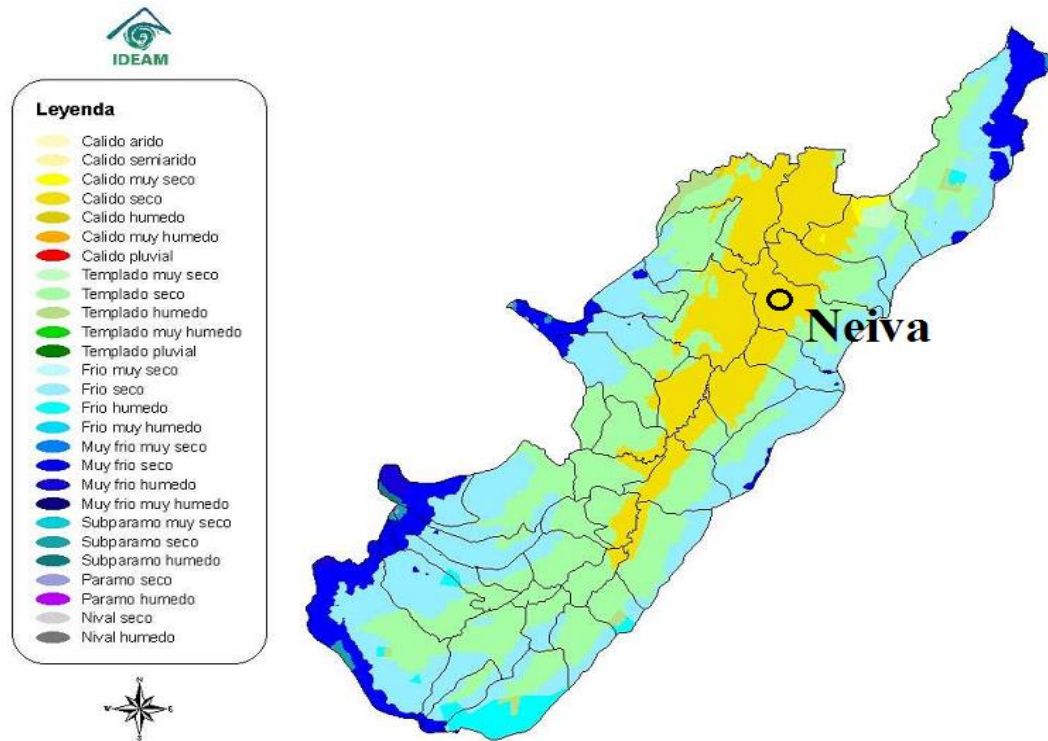 IDEAM
Leyenda
Calido arido
Calido semiarido
Calido muy seco
Calido seco
Calido humedo
Calido muy humedo
Calido pluvial
Templado muy seco
Templado seco
Templado humedo
Templado muy humedo
Templado pluvial
Frio muy seco
Frio seco
Frio humedo
Frio muy humedo
Muy frio muy seco
Muy frio seco
Muy frio humedo
Muy frio muy humedo
Subparamo muy seco
Subparamo seco
Subparamo humedo
Paramo seco
Paramo humedo
Nival seco
Nival humedo
Neiva